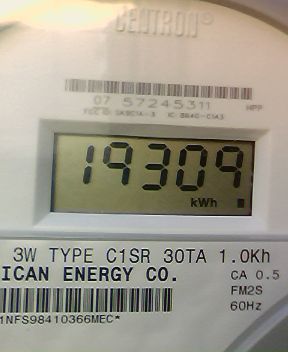 CENTRON®
07 57245311 HPP
19309
kWh
3W TYPE C1SR 30TA 1.0Kh
ICAN ENERGY CO.
CA 0.5
FM2S
60Hz
1NFS98410366MEC*